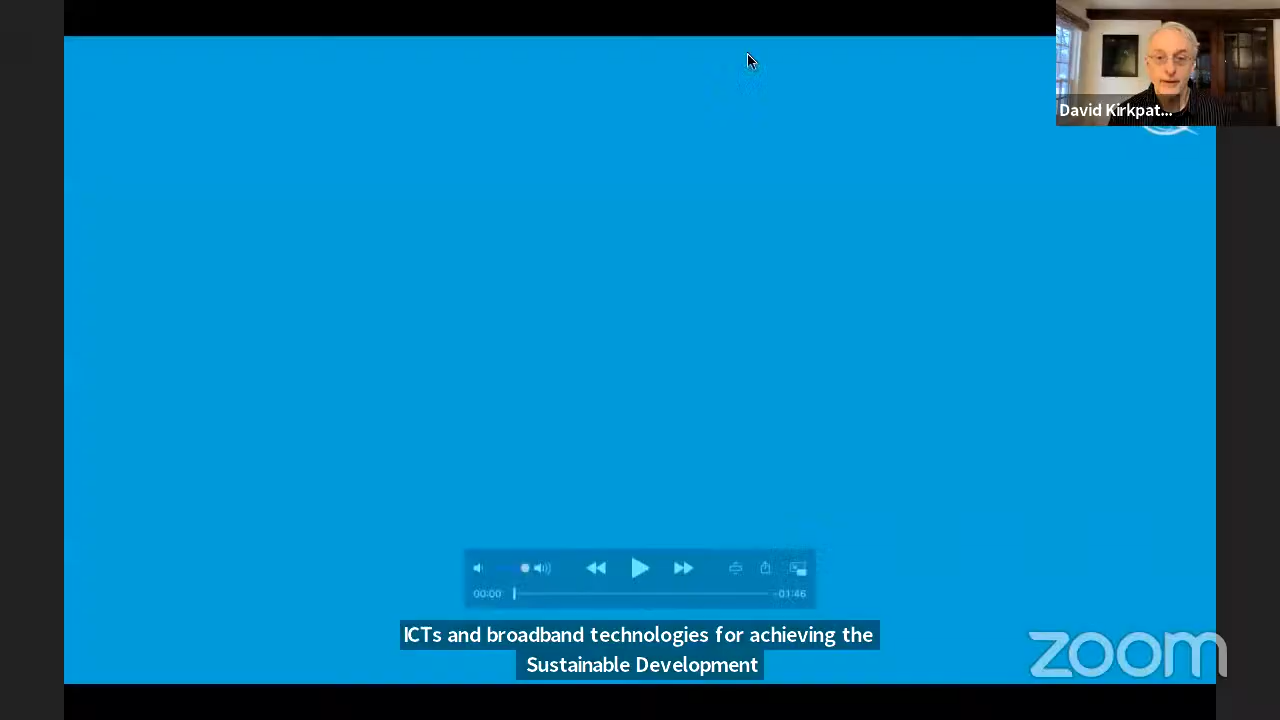 David Kirkpat...
00:00
-01:46
ICTs and broadband technologies for achieving the
Sustainable Development
zoom